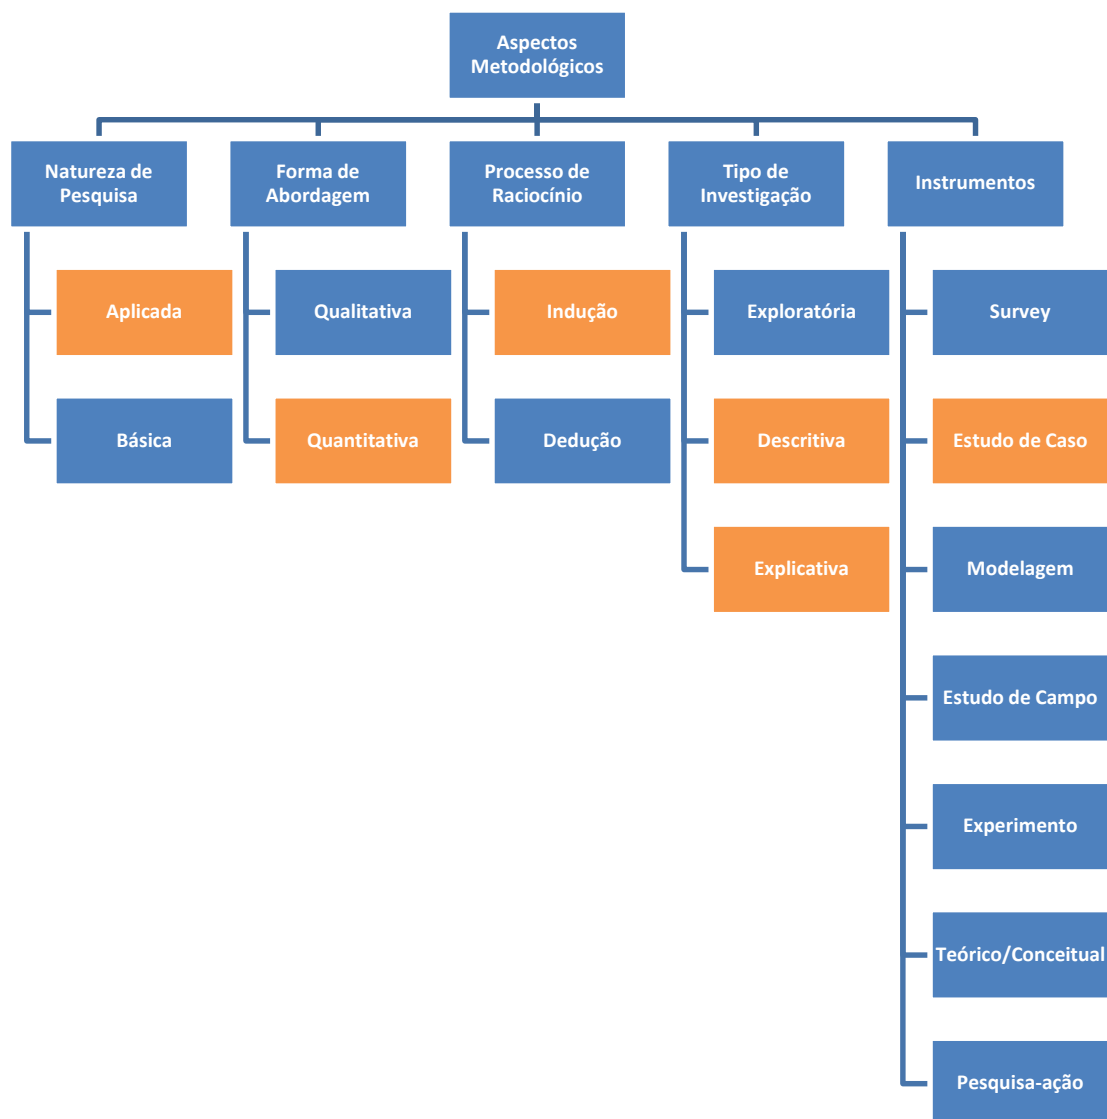 Aspectos
Metodológicos
Natureza de
Pesquisa
Forma de
Abordagem
Processo de
Raciocínio
Tipo de
Investigação
Instrumentos
Aplicada
Qualitativa
Indução
Exploratória
Survey
Básica
Quantitativa
Dedução
Descritiva
Estudo de Caso
Explicativa
Modelagem
Estudo de Campo
Experimento
Teórico/Conceitual
Pesquisa-ação